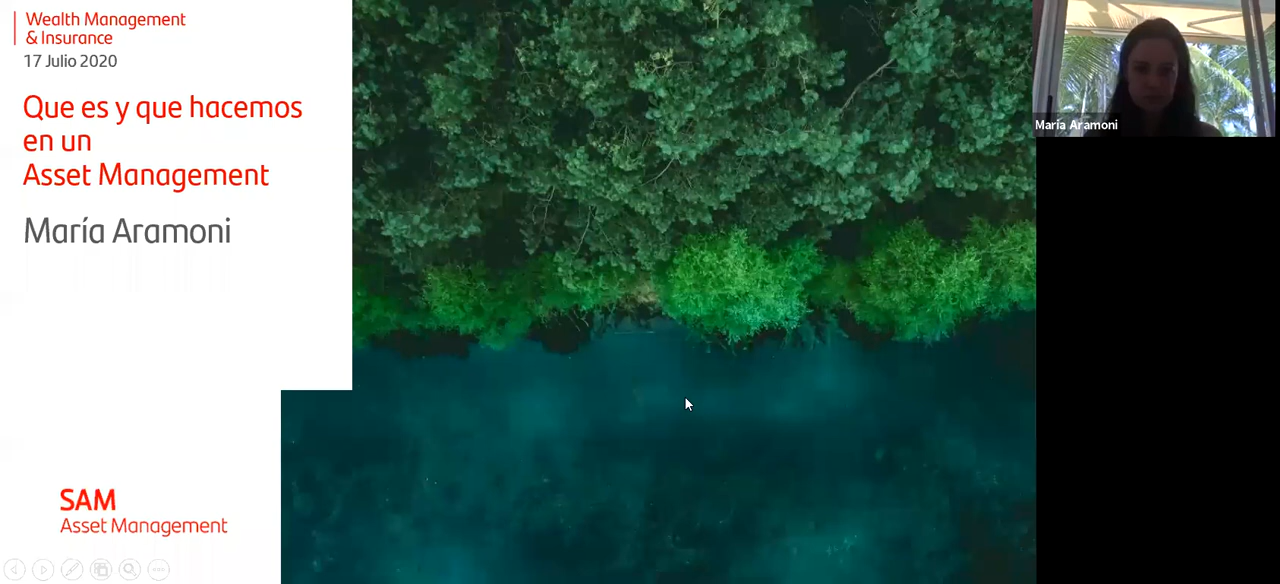 Wealth Management
& Insurance
17 Julio 2020
Que es y que hacemos
en un
Asset Management
María Aramoni
SAM
Asset Management
María Aramoni